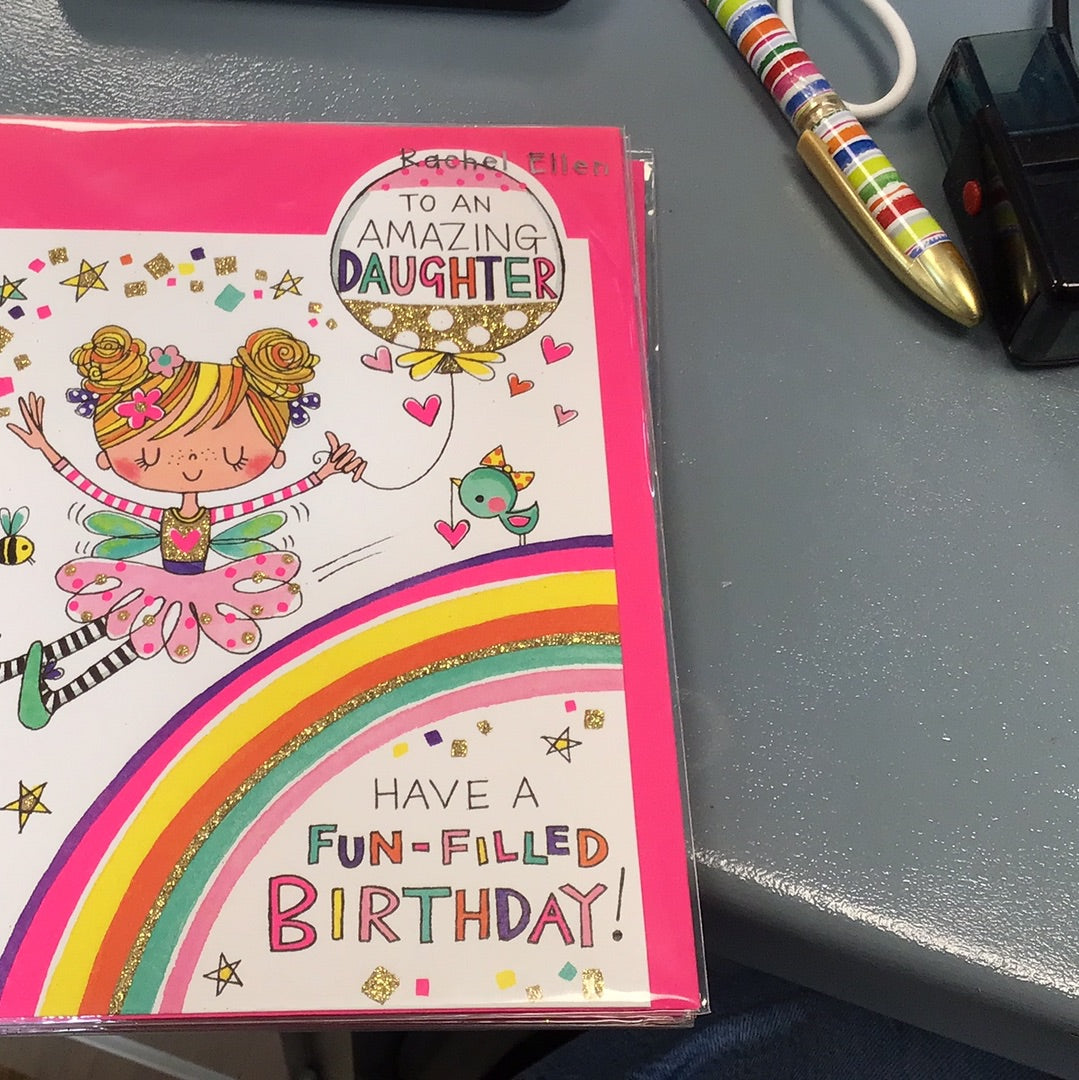 Rachel Ellen
TO AN
AMAZING
DAUGHTER
HAVE A
FUN-FILLED
BIRTHDAY!